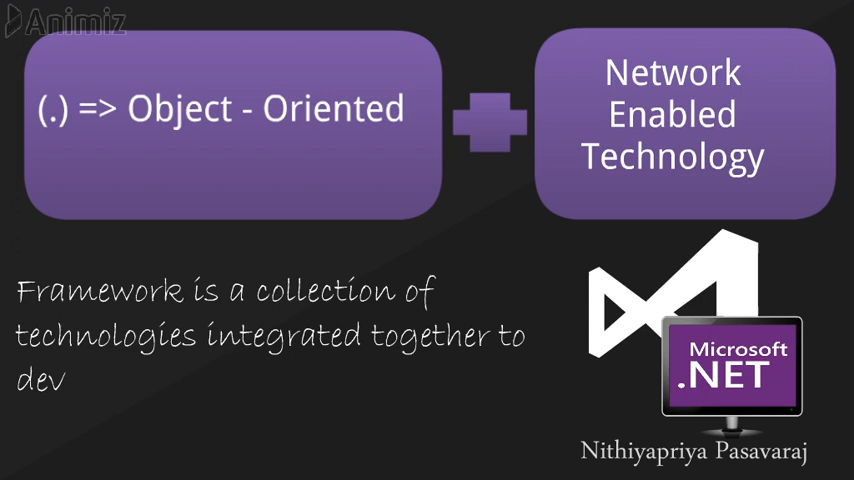 Animiz
(.) => Object - Oriented
Network
Enabled
Technology
Framework is a collection of
technologies integrated together to
dev
Microsoft
.NET
Nithiyapriya Pasavaraj